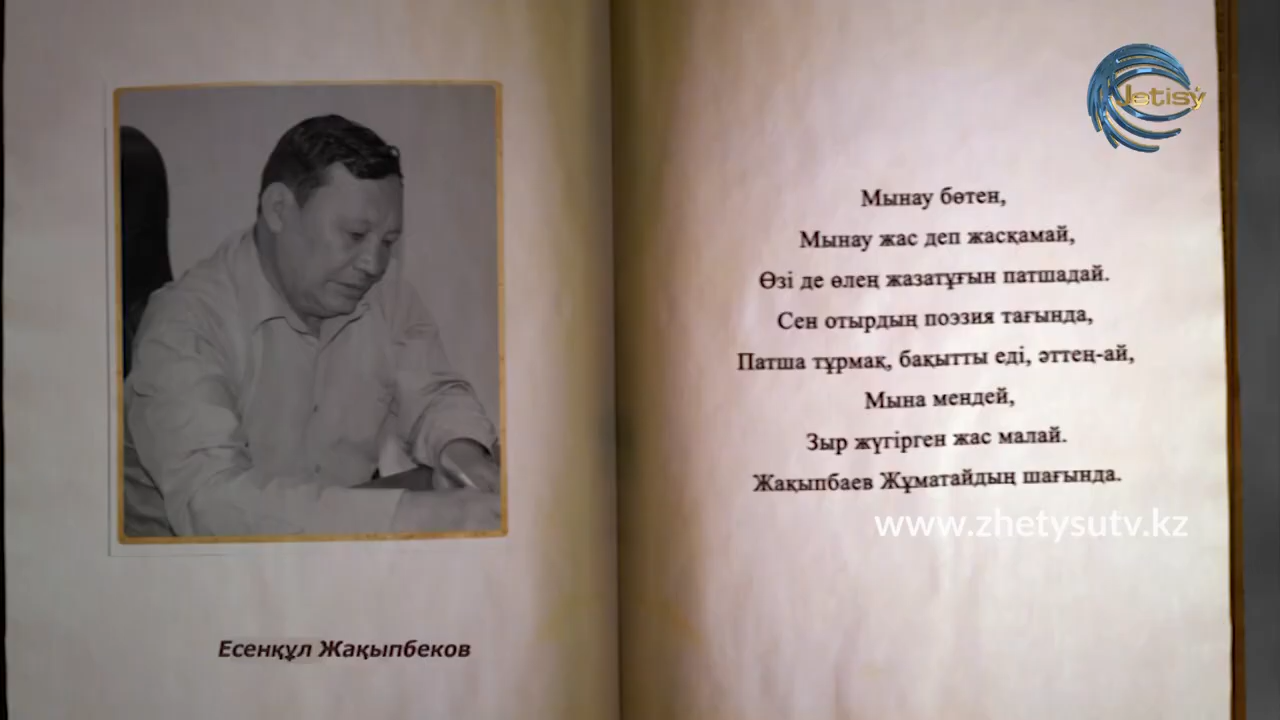 Jetisý
Мынау бөтен,
Мынау жас деп жасқамай,
Өзі де өлең жазатұғын патшадай.
Сен отырдың поэзия тағында,
Патша тұрмақ, бақытты еді, әттең-ай,
Мына мендей,
Зыр жүгірген жас малай.
Жақыпбаев Жұматайдың шағында.
www.zhetysutv.kz
Есенқұл Жақыпбеков